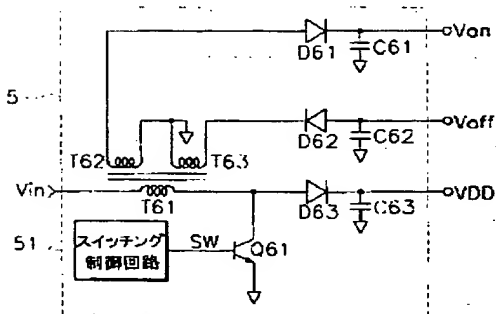 Von
D61
C61
5
Voff
D62
C62
T62
T63
Vin
VDD
T61
D63
C63
51
スイッチング
制御回路
SW
Q61